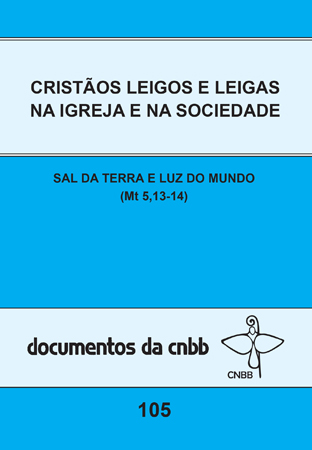 CRISTÃOS LEIGOS E LEIGAS
NA IGREJA E NA SOCIEDADE
SAL DA TERRA E LUZ DO MUNDO
(Mt 5,13-14)
documentos da cnbb
CNBB
105